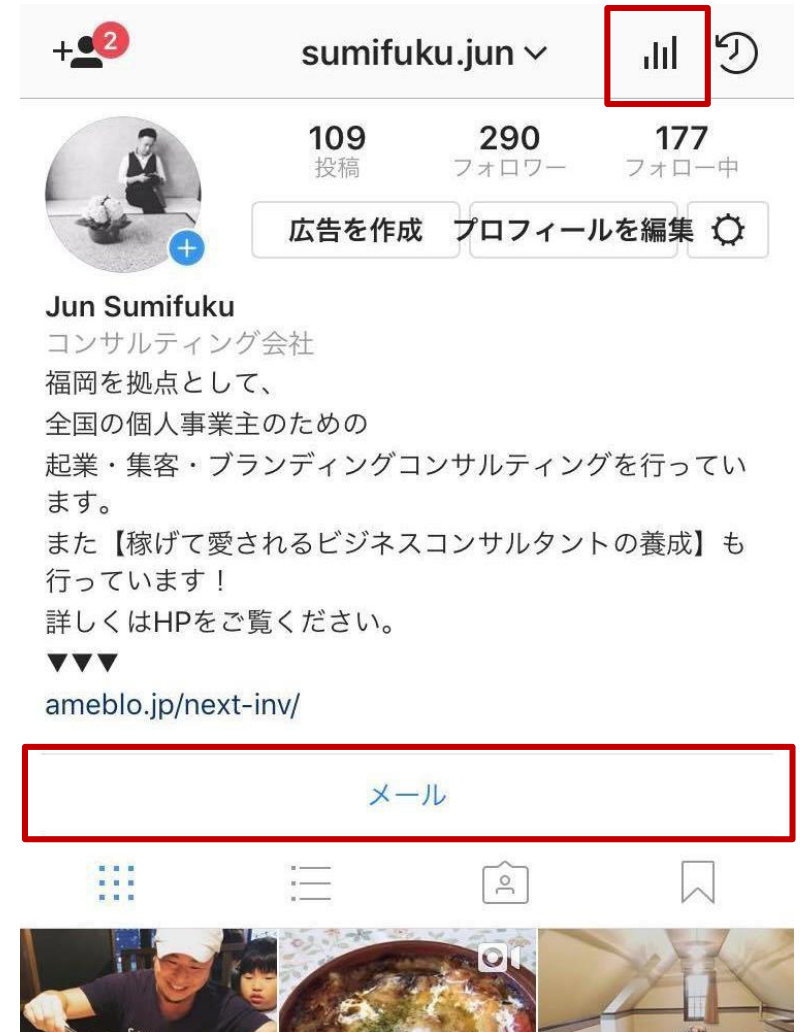 2
sumifuku.jun
109 290 177
投稿 フォロワー フォロー中
広告を作成 プロフィールを編集
Jun Sumifuku
コンサルティング会社
福岡を拠点として、
全国の個人事業主のための
起業・集客・ブランディングコンサルティングを行ってい
ます。
また【稼げて愛されるビジネスコンサルタントの養成】も
行っています！
詳しくはHPをご覧ください。
▼▼▼
ameblo.jp/next-inv/
メール